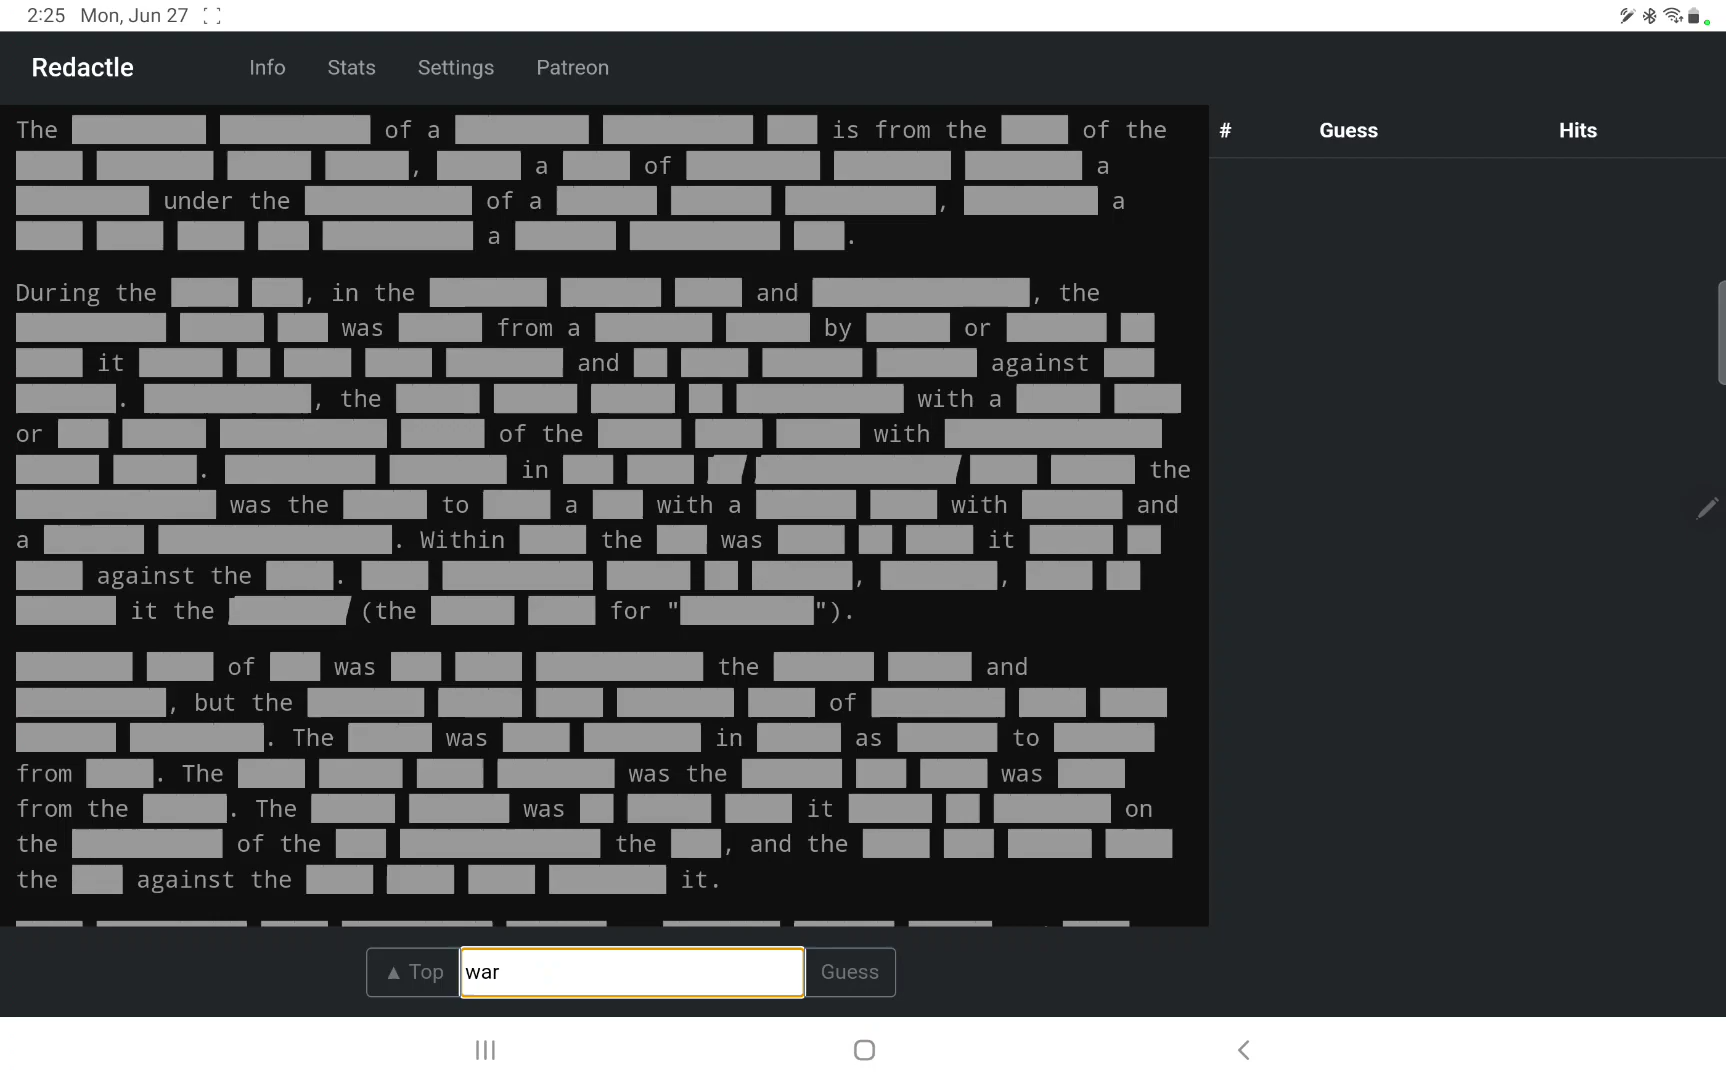 2:25 Mon, Jun 27
Redactle Info Stats Settings Patreon
# Guess Hits
The of a is from the of the
, a of a
under the of a , a
a .
During the , in the and , the
was from a by or
it and against
. , the with a
or of the with
. in the
was the to a with a with and
a . Within the was it
against the . , ,
it the (the for " ").
of was the and
, but the of
. The was in as to
from . The was the was
from the . The was it on
the of the the , and the
the against the it.
▲ Top war Guess